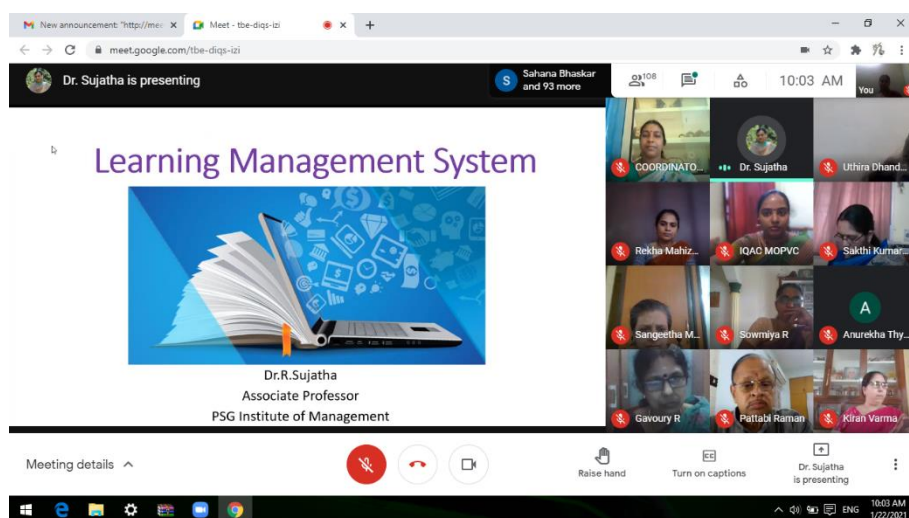 New announcement: "http://mee
Meet - tbe-diqs-izi
meet.google.com/tbe-diqs-izi
Dr. Sujatha is presenting
S
Sahana Bhaskar
and 93 more
108
10:03 AM
You
Learning Management System
Dr.R.Sujatha
Associate Professor
PSG Institute of Management
COORDINATO...
Dr. Sujatha
Uthira Dhand...
Rekha Mahiz...
IQAC MOPVC
Sakthi Kumar...
Sangeetha M...
Sowmiya R
A
Anurekha Thy...
Gavoury R
Pattabi Raman
Kiran Varma
Meeting details
Raise hand
CC
Turn on captions
Dr. Sujatha
is presenting
ENG
10:03 AM
1/22/2021